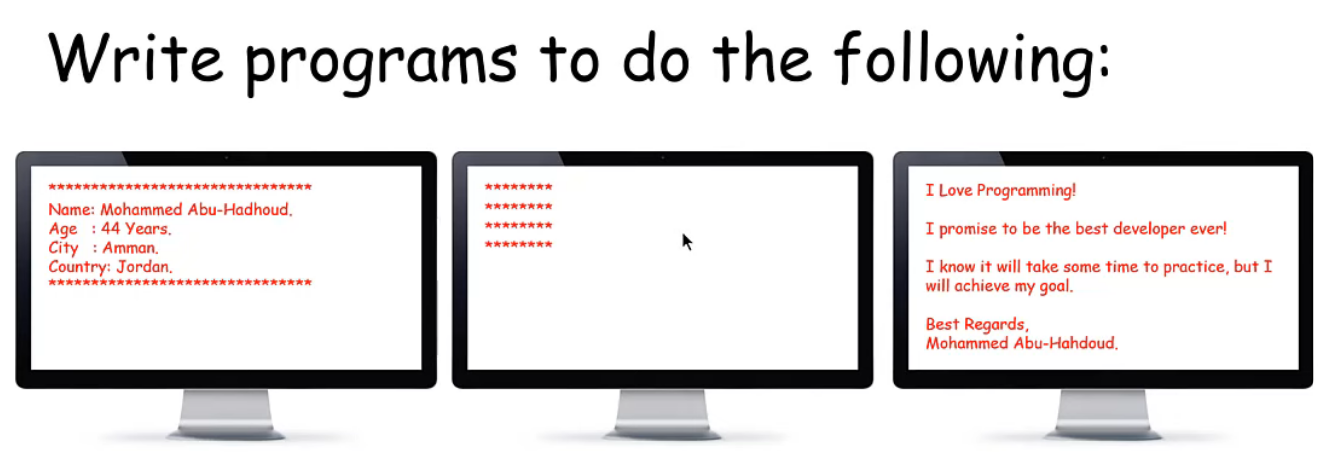 Write programs to do the following:
*******************************
Name: Mohammed Abu-Hadhoud.
Age   : 44 Years.
City   : Amman.
Country: Jordan.
*******************************
********
********
********
********
I Love Programming!
I promise to be the best developer ever!
I know it will take some time to practice, but I
will achieve my goal.
Best Regards,
Mohammed Abu-Hahdoud.